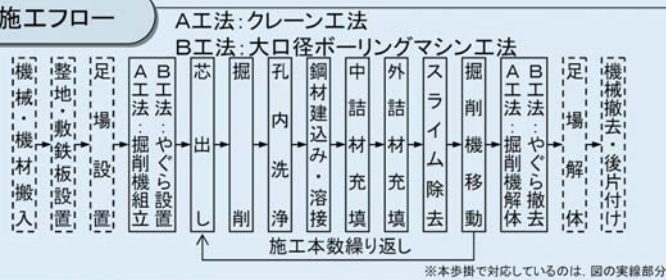 施工フロー
A工法:クレーン工法
B工法:大口径ボーリングマシン工法
機械・機材搬入
整地・敷鉄板設置
足場設置
A工法:掘削機組立
B工法:やぐら設置
芯出し
掘削
孔内洗浄
鋼材建込み・溶接
中詰材充填
外詰材充填
スライム除去
掘削機移動
A工法:掘削機解体
B工法:やぐら撤去
足場解体
機械撤去・後片付け
施工本数繰り返し
※本歩掛で対応しているのは、図の実線部分